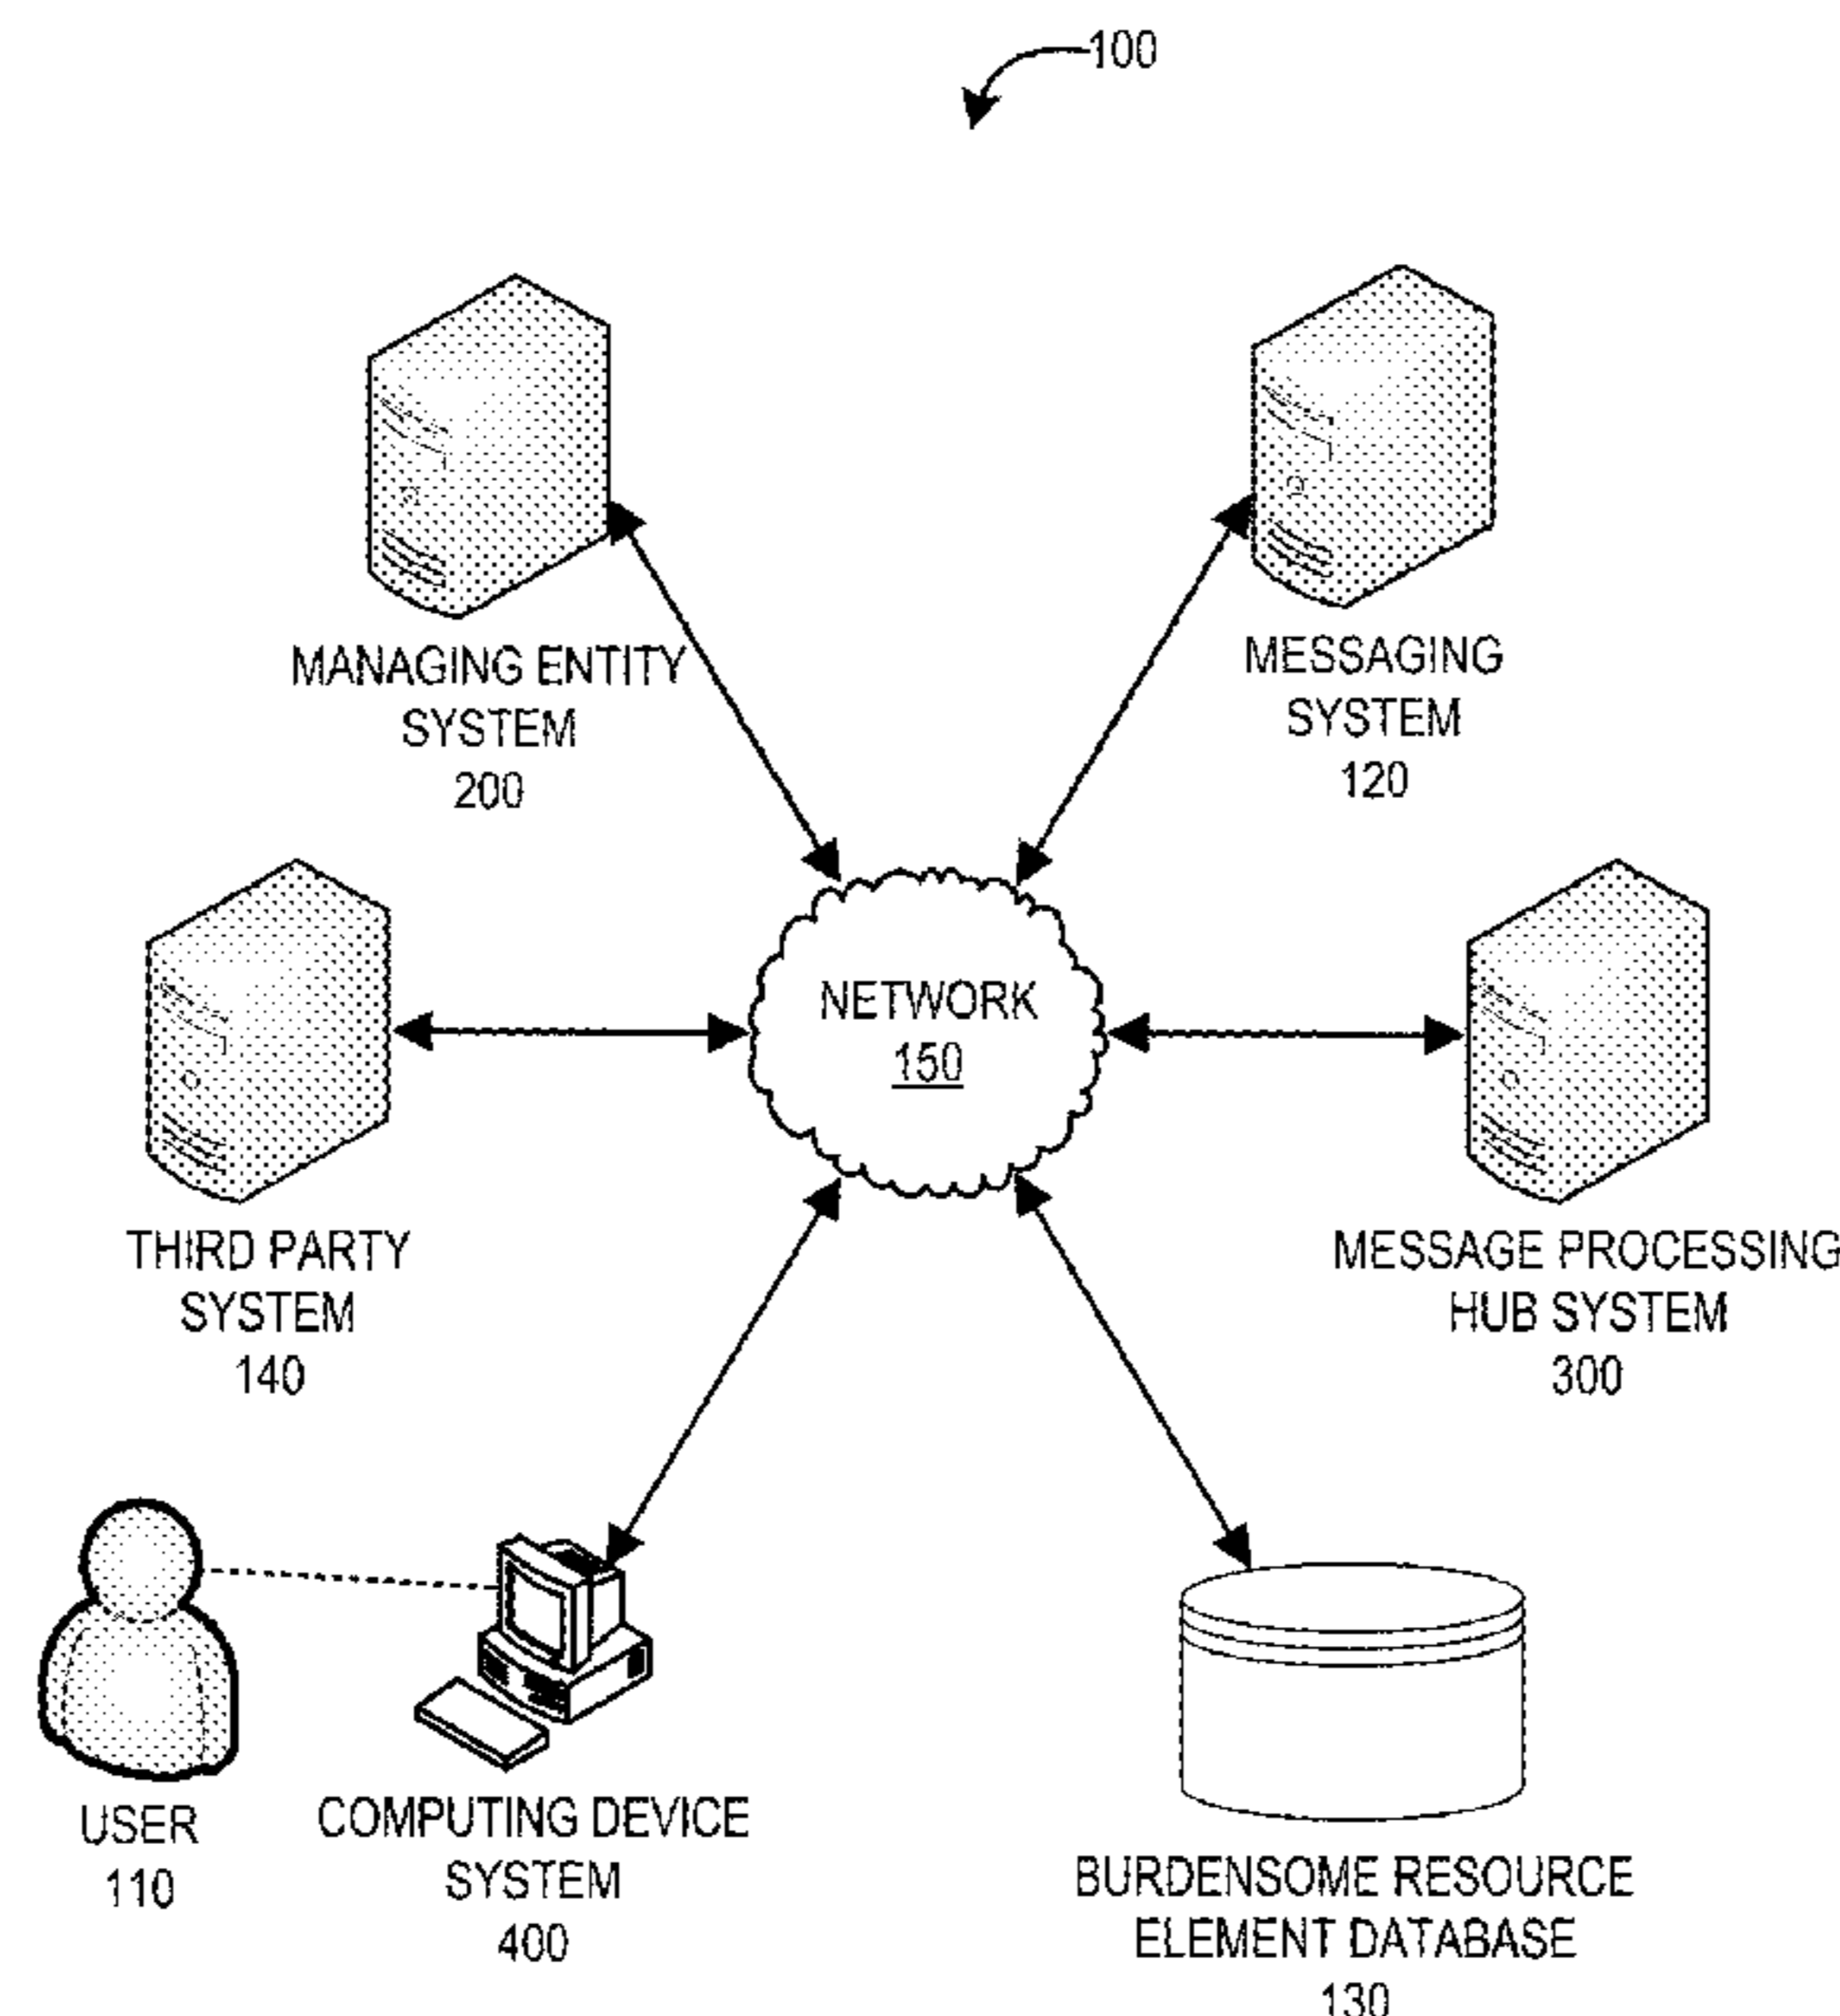 100
MANAGING ENTITY
SYSTEM
200
MESSAGING
SYSTEM
120
NETWORK
150
THIRD PARTY
SYSTEM
140
MESSAGE PROCESSING
HUB SYSTEM
300
USER
110
COMPUTING DEVICE
SYSTEM
400
BURDENSOME RESOURCE
ELEMENT DATABASE
130